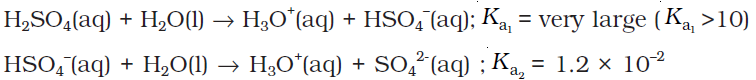 H₂SO₄(aq) + H₂O(l) → H₃O⁺(aq) + HSO₄⁻(aq); Kₐ₁ = very large ( Kₐ₁ >10)
HSO₄⁻(aq) + H₂O(l) → H₃O⁺(aq) + SO₄²⁻(aq) ; Kₐ₂ = 1.2 × 10⁻²